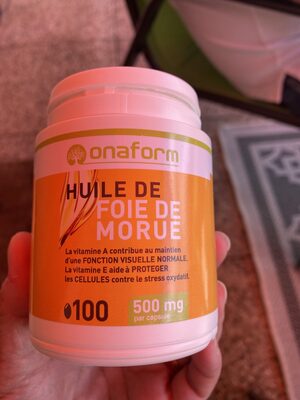 onaform
HUILE DE
FOIE DE
MORUE
La vitamine A contribue au maintien
d'une FONCTION VISUELLE NORMALE.
La vitamine E aide à PROTEGER
les CELLULES contre le stress oxydatif.
100
500 mg
par capsule